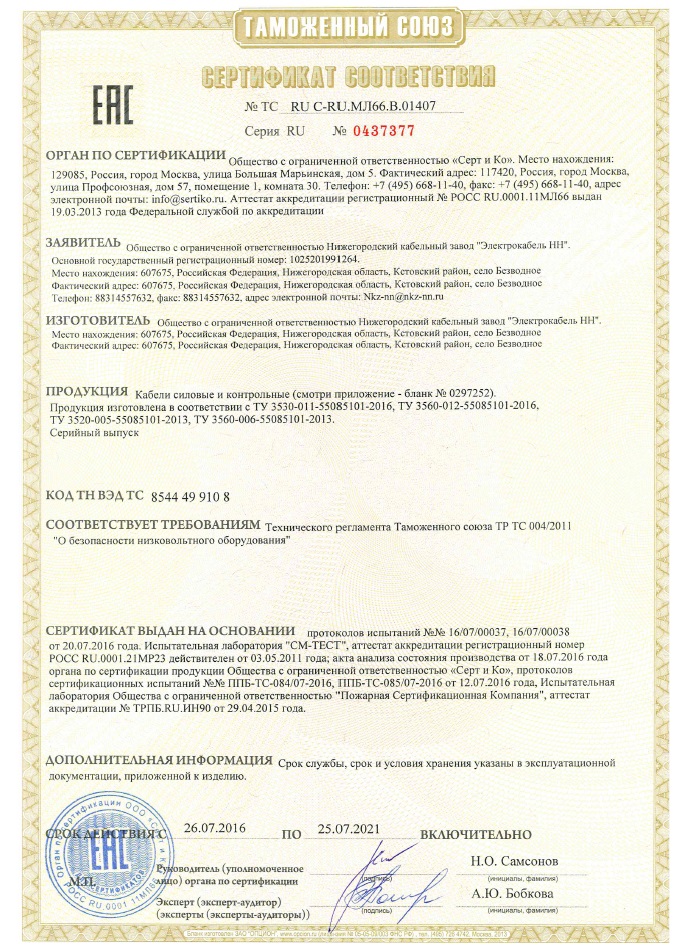 ТАМОЖЕННЫЙ СОЮЗ
СЕРТИФИКАТ СООТВЕТСТВИЯ
ЕАС
№ ТС RU С-RU.МЛ66.В.01407
Серия RU № 0437377
ОРГАН ПО СЕРТИФИКАЦИИ Общество с ограниченной ответственностью «Серт и Ко». Место нахождения:
129085, Россия, город Москва, улица Большая Марьинская, дом 5. Фактический адрес: 117420, Россия, город Москва,
улица Профсоюзная, дом 57, помещение 1, комната 30. Телефон: +7 (495) 668-11-40, факс: +7 (495) 668-11-40, адрес
электронной почты: info@sertiko.ru. Аттестат аккредитации регистрационный № РОСС RU.0001.11МЛ66 выдан
19.03.2013 года Федеральной службой по аккредитации
ЗАЯВИТЕЛЬ Общество с ограниченной ответственностью Нижегородский кабельный завод "Электрокабель НН".
Основной государственный регистрационный номер: 1025201991264.
Место нахождения: 607675, Российская Федерация, Нижегородская область, Кстовский район, село Безводное
Фактический адрес: 607675, Российская Федерация, Нижегородская область, Кстовский район, село Безводное
Телефон: 88314557632, факс: 88314557632, адрес электронной почты: Nkz-nn@nkz-nn.ru
ИЗГОТОВИТЕЛЬ Общество с ограниченной ответственностью Нижегородский кабельный завод "Электрокабель НН".
Место нахождения: 607675, Российская Федерация, Нижегородская область, Кстовский район, село Безводное
Фактический адрес: 607675, Российская Федерация, Нижегородская область, Кстовский район, село Безводное
ПРОДУКЦИЯ Кабели силовые и контрольные (смотри приложение - бланк № 0297252).
Продукция изготовлена в соответствии с ТУ 3530-011-55085101-2016, ТУ 3560-012-55085101-2016,
ТУ 3520-005-55085101-2013, ТУ 3560-006-55085101-2013.
Серийный выпуск
КОД ТН ВЭД ТС 8544 49 910 8
СООТВЕТСТВУЕТ ТРЕБОВАНИЯМ Технического регламента Таможенного союза ТР ТС 004/2011
"О безопасности низковольтного оборудования"
СЕРТИФИКАТ ВЫДАН НА ОСНОВАНИИ протоколов испытаний №№ 16/07/00037, 16/07/00038
от 20.07.2016 года. Испытательная лаборатория "СМ-ТЕСТ", аттестат аккредитации регистрационный номер
РОСС RU.0001.21МР23 действителен от 03.05.2011 года; акта анализа состояния производства от 18.07.2016 года
органа по сертификации продукции Общества с ограниченной ответственностью «Серт и Ко», протоколов
сертификационных испытаний №№ ППБ-ТС-084/07-2016, ППБ-ТС-085/07-2016 от 12.07.2016 года, Испытательная
лаборатория Общества с ограниченной ответственностью "Пожарная Сертификационная Компания", аттестат
аккредитации № ТРПБ.RU.ИН90 от 29.04.2015 года.
ДОПОЛНИТЕЛЬНАЯ ИНФОРМАЦИЯ Срок службы, срок и условия хранения указаны в эксплуатационной
документации, приложенной к изделию.
СРОК ДЕЙСТВИЯ С 26.07.2016 ПО 25.07.2021 ВКЛЮЧИТЕЛЬНО
Орган по сертификации ООО «Серт и Ко»
ЕАС
СЕРТИФИКАТОВ
РОСС RU.0001 11МЛ66
М.П.
Руководитель (уполномоченное
лицо) органа по сертификации
(подпись)
Н.О. Самсонов
(инициалы, фамилия)
Эксперт (эксперт-аудитор)
(эксперты (эксперты-аудиторы))
(подпись)
А.Ю. Бобкова
(инициалы, фамилия)